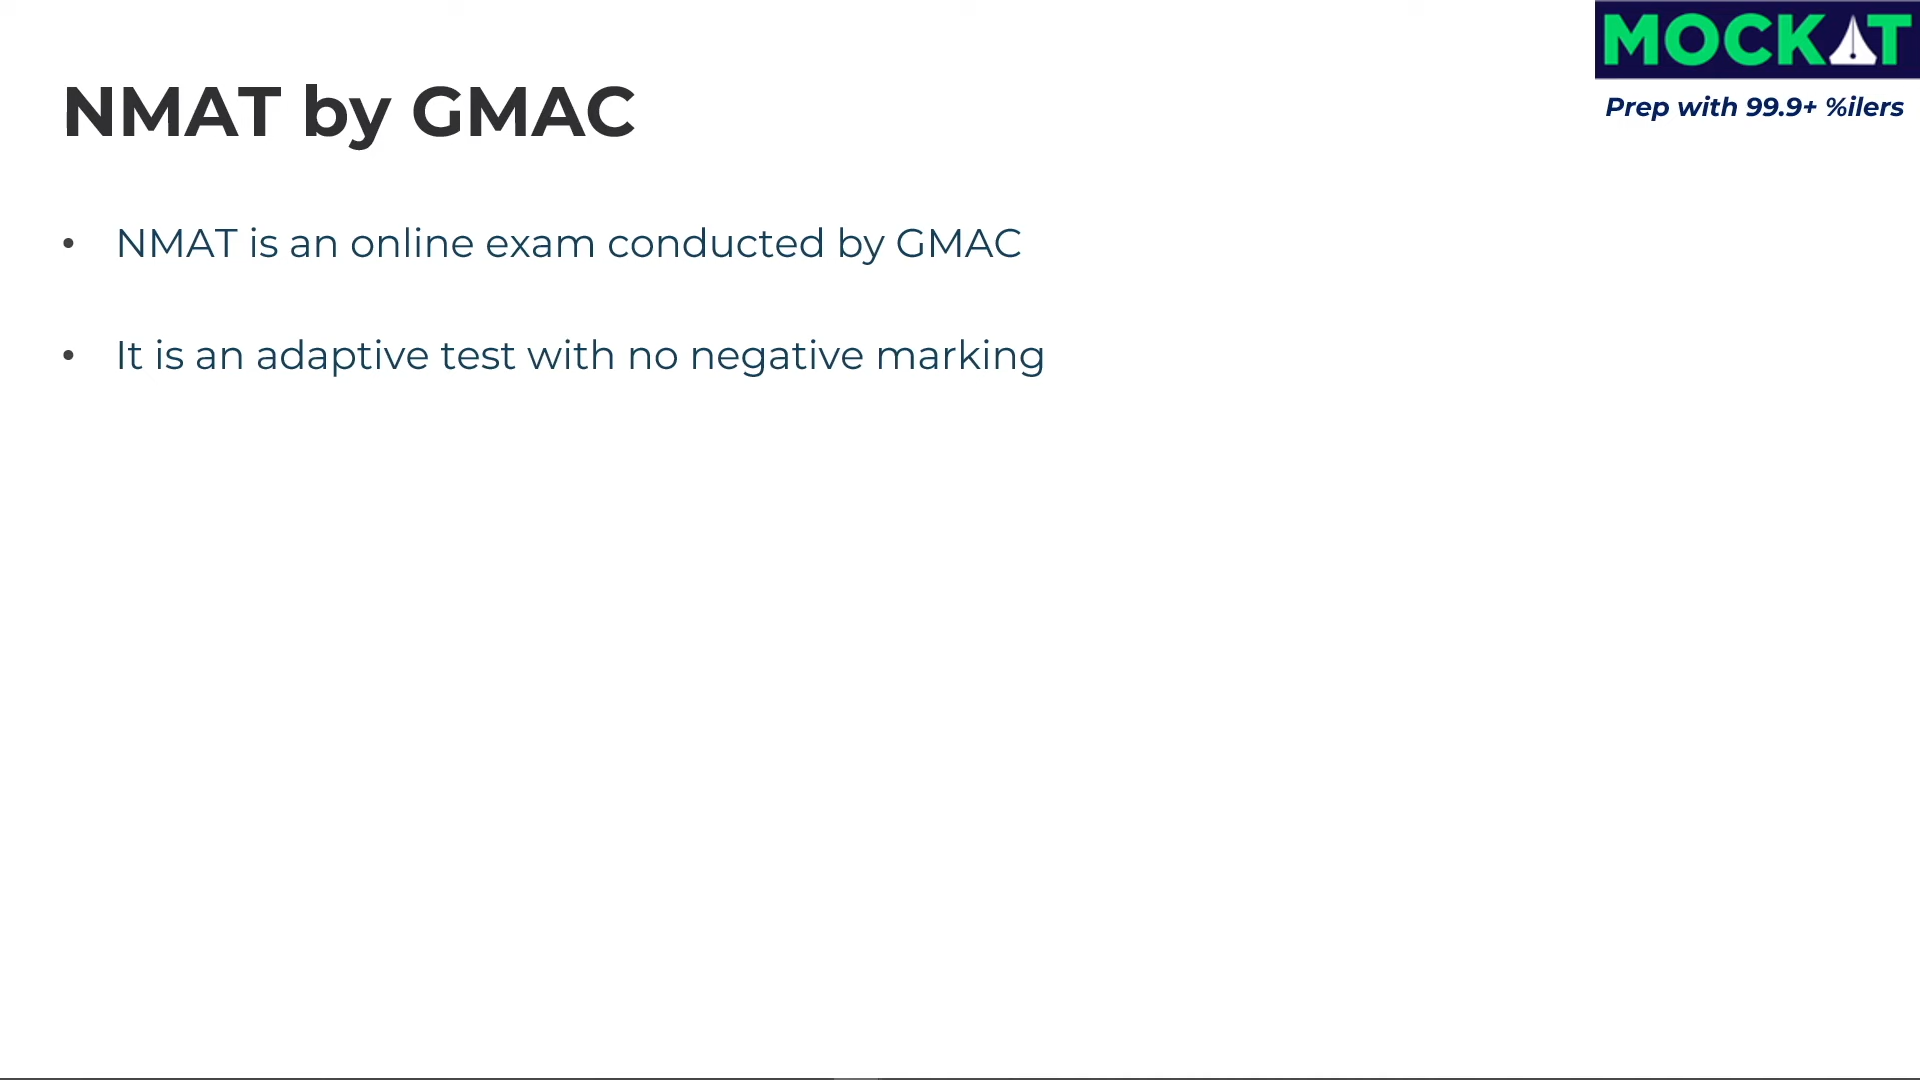 MOCKAT
Prep with 99.9+ %ilers
NMAT by GMAC
• NMAT is an online exam conducted by GMAC
• It is an adaptive test with no negative marking